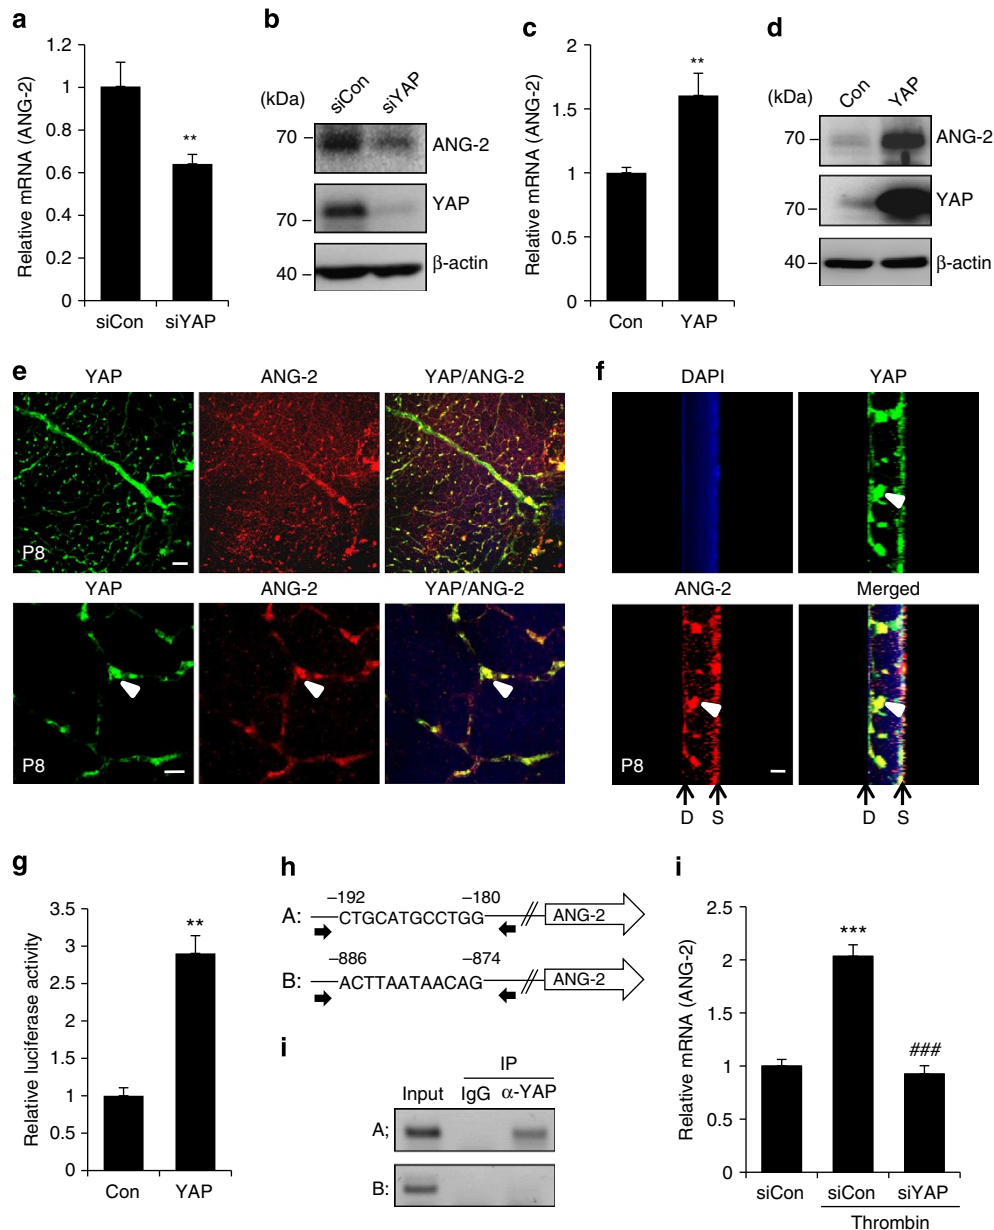 a
Relative mRNA (ANG-2)
1.2
1
0.8
0.6
0.4
0.2
0
**
siCon
siYAP
b
(kDa)
siCon
siYAP
70
ANG-2
70
YAP
40
β-actin
c
Relative mRNA (ANG-2)
2
1.5
1
0.5
0
**
Con
YAP
d
(kDa)
Con
YAP
70
ANG-2
70
YAP
40
β-actin
e
YAP
ANG-2
YAP/ANG-2
P8
YAP
ANG-2
YAP/ANG-2
P8
f
DAPI
YAP
ANG-2
Merged
P8
D
S
D
S
g
Relative luciferase activity
3.5
3
2.5
2
1.5
1
0.5
0
**
Con
YAP
h
–192
–180
A:
CTGCATGCCTGG
ANG-2
–886
–874
B:
ACTTAATAACAG
ANG-2
i
IP
Input
IgG
α-YAP
A;
B:
i
Relative mRNA (ANG-2)
2.5
2
1.5
1
0.5
0
***
###
siCon
siCon
siYAP
Thrombin